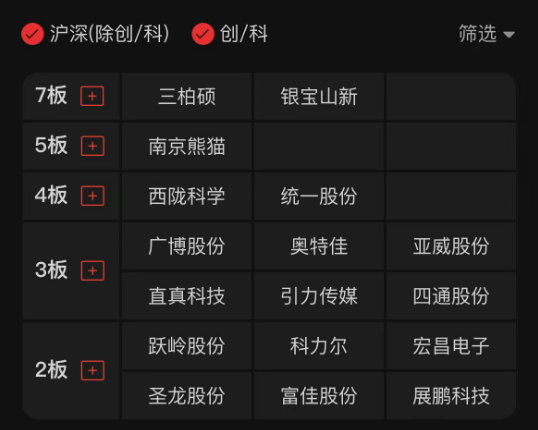 沪深(除创/科) 创/科 筛选
7板 三柏硕 银宝山新
5板 南京熊猫
4板 西陇科学 统一股份
广博股份 奥特佳 亚威股份
3板
直真科技 引力传媒 四通股份
跃岭股份 科力尔 宏昌电子
2板
圣龙股份 富佳股份 展鹏科技